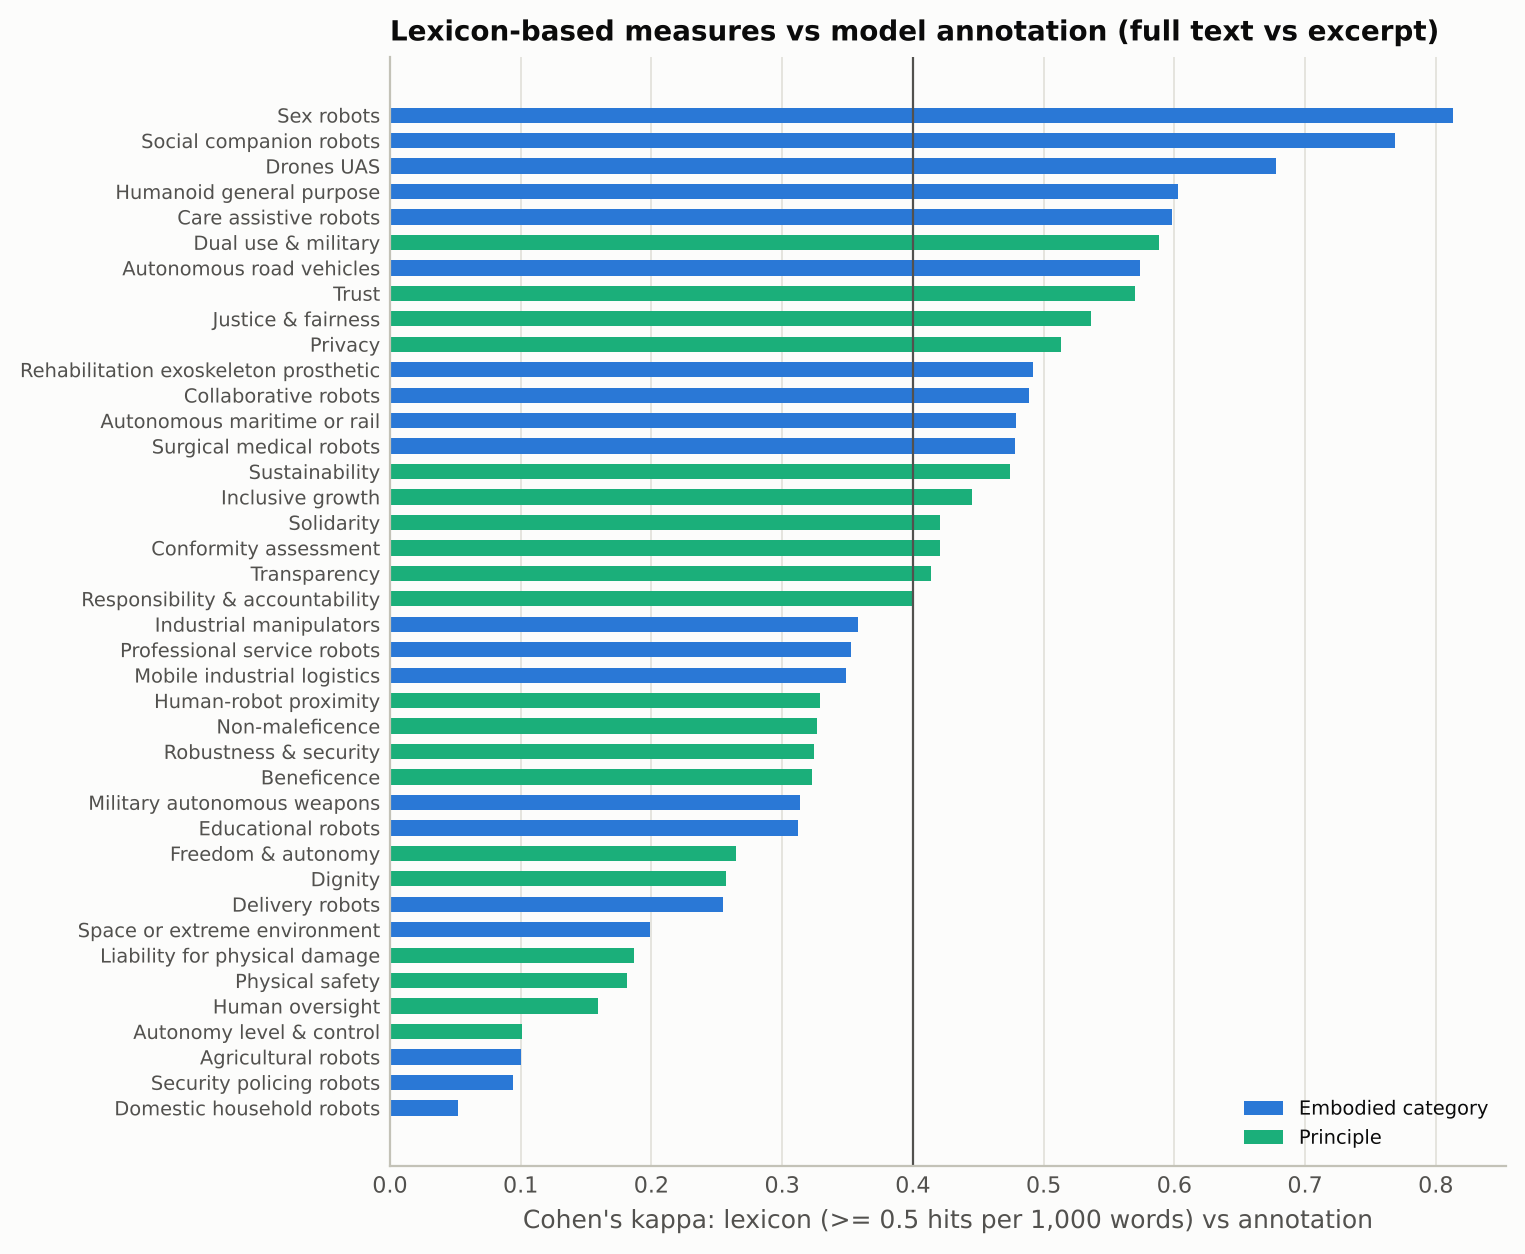 Lexicon-based measures vs model annotation (full text vs excerpt)
Sex robots
Social companion robots
Drones UAS
Humanoid general purpose
Care assistive robots
Dual use & military
Autonomous road vehicles
Trust
Justice & fairness
Privacy
Rehabilitation exoskeleton prosthetic
Collaborative robots
Autonomous maritime or rail
Surgical medical robots
Sustainability
Inclusive growth
Solidarity
Conformity assessment
Transparency
Responsibility & accountability
Industrial manipulators
Professional service robots
Mobile industrial logistics
Human-robot proximity
Non-maleficence
Robustness & security
Beneficence
Military autonomous weapons
Educational robots
Freedom & autonomy
Dignity
Delivery robots
Space or extreme environment
Liability for physical damage
Physical safety
Human oversight
Autonomy level & control
Agricultural robots
Security policing robots
Domestic household robots
Embodied category
Principle
0.0 0.1 0.2 0.3 0.4 0.5 0.6 0.7 0.8
Cohen's kappa: lexicon (>= 0.5 hits per 1,000 words) vs annotation